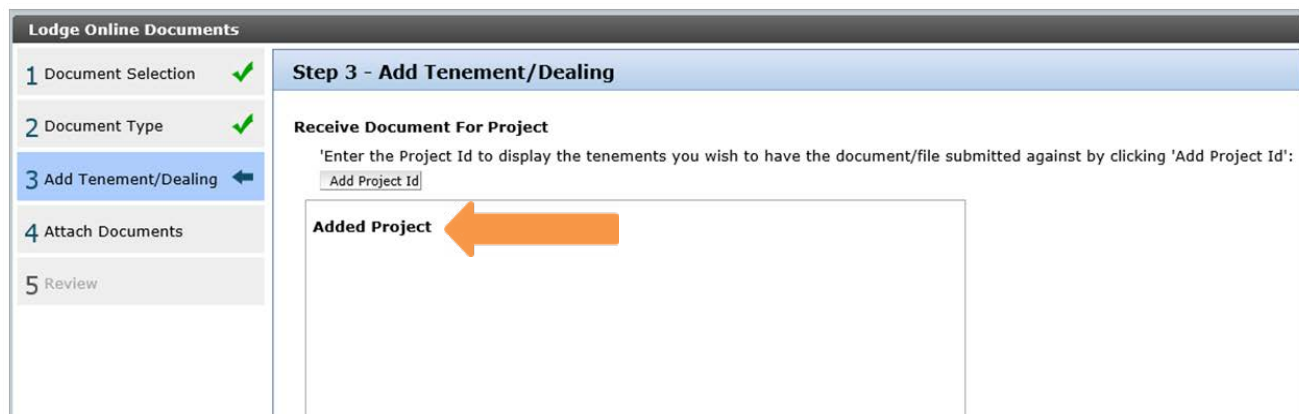 Lodge Online Documents
1 Document Selection
2 Document Type
3 Add Tenement/Dealing
4 Attach Documents
5 Review
Step 3 - Add Tenement/Dealing
Receive Document For Project
'Enter the Project Id to display the tenements you wish to have the document/file submitted against by clicking 'Add Project Id':
Add Project Id
Added Project